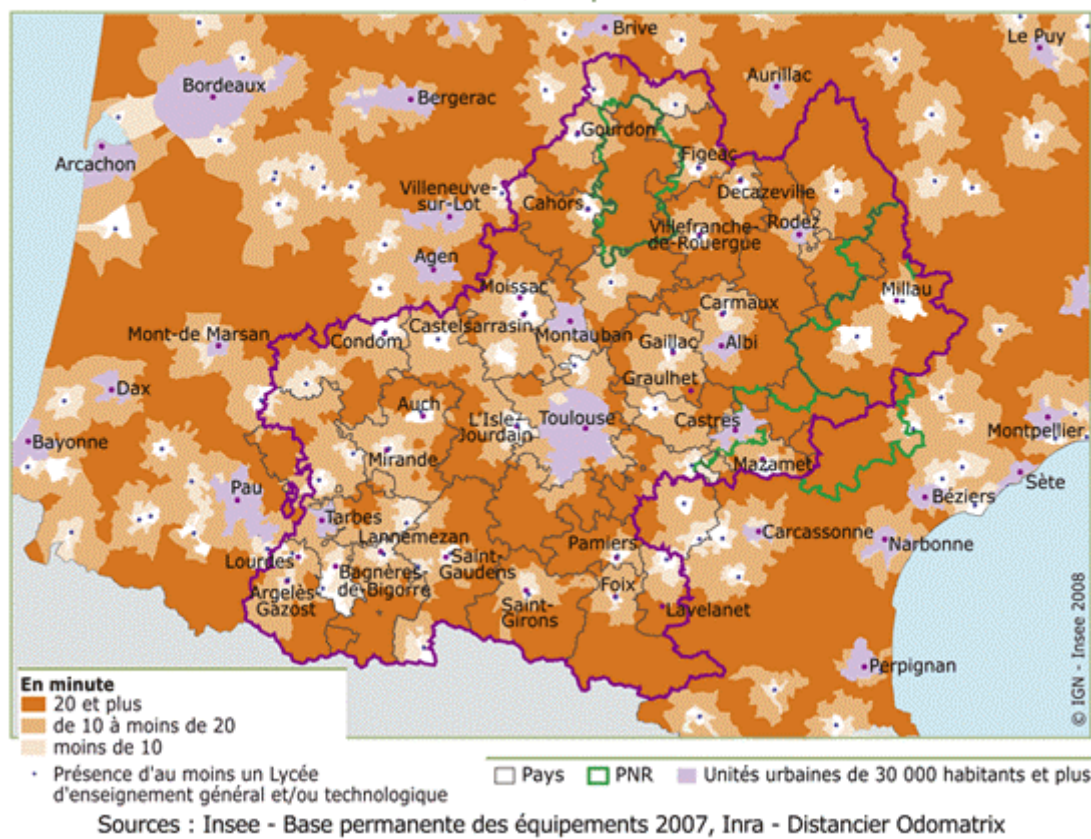 Brive
Le Puy
Bordeaux
Bergerac
Aurillac
Gourdon
Arcachon
Figeac
Villeneuve-
sur-Lot
Decazeville
Cahors
Rodez
Villefranche-
de-Rouergue
Agen
Moissac
Millau
Carmaux
Mont-de Marsan
Condom
Castelsarrasin
Montauban
Gaillac
Albi
Dax
Graulhet
Auch
L'Isle-
Jourdain
Toulouse
Castres
Montpellier
Bayonne
Mirande
Mazamet
Sète
Pau
Béziers
Tarbes
Lannemezan
Carcassonne
Narbonne
Lourdes
Saint-
Gaudens
Pamiers
Bagnères-
de-Bigorre
Argelès-
Gazost
Foix
Saint-
Girons
Lavelanet
Perpignan
© IGN - Insee 2008
En minute
20 et plus
de 10 à moins de 20
moins de 10
Présence d'au moins un Lycée
d'enseignement général et/ou technologique
Pays
PNR
Unités urbaines de 30 000 habitants et plus
Sources : Insee - Base permanente des équipements 2007, Inra - Distancier Odomatrix